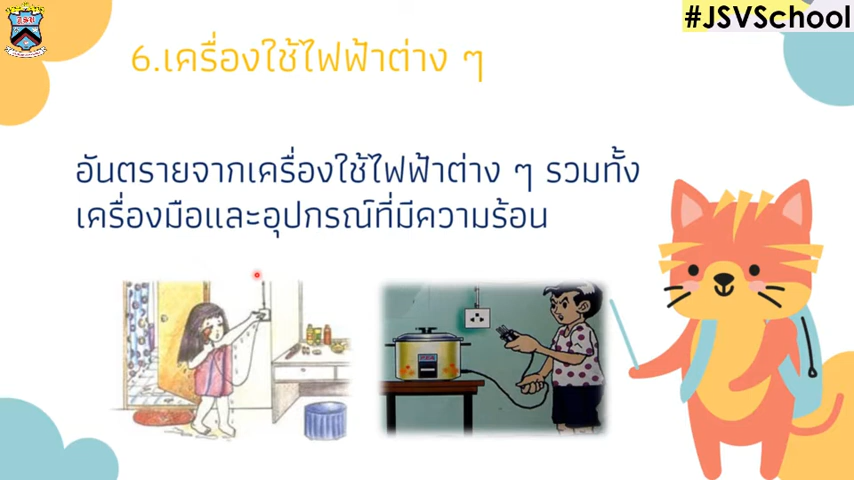 #JSVSchool
JSV
6.เครื่องใช้ไฟฟ้าต่าง ๆ
อันตรายจากเครื่องใช้ไฟฟ้าต่าง ๆ รวมทั้ง
เครื่องมือและอุปกรณ์ที่มีความร้อน